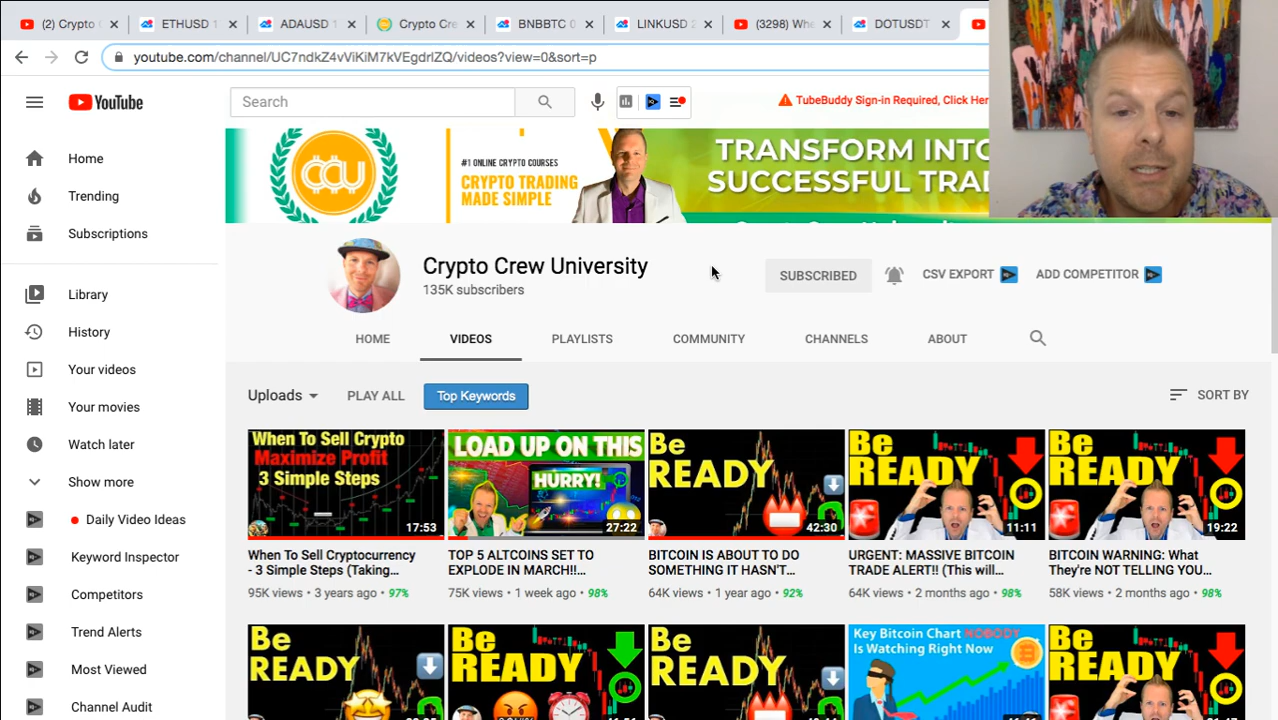 (2) Crypto
ETHUSD 1
ADAUSD 1
Crypto Cre
BNBBTC 0
LINKUSD 2
(3298) Whe
DOTUSDT
youtube.com/channel/UC7ndkZ4vViKiM7kVEgdrlZQ/videos?view=0&sort=p
YouTube
Search
TubeBuddy Sign-in Required, Click Her
CCU
#1 ONLINE CRYPTO COURSES
CRYPTO TRADING
MADE SIMPLE
TRANSFORM INTO
SUCCESSFUL TRA
Home
Trending
Subscriptions
Library
History
Your videos
Your movies
Watch later
Show more
Daily Video Ideas
Keyword Inspector
Competitors
Trend Alerts
Most Viewed
Channel Audit
Crypto Crew University
135K subscribers
SUBSCRIBED
CSV EXPORT
ADD COMPETITOR
HOME
VIDEOS
PLAYLISTS
COMMUNITY
CHANNELS
ABOUT
Uploads
PLAY ALL
Top Keywords
SORT BY
When To Sell Crypto
Maximize Profit
3 Simple Steps
17:53
When To Sell Cryptocurrency
- 3 Simple Steps (Taking...
95K views • 3 years ago • 97%
LOAD UP ON THIS
HURRY!
27:22
TOP 5 ALTCOINS SET TO
EXPLODE IN MARCH!!...
75K views • 1 week ago • 98%
Be
READY
42:30
BITCOIN IS ABOUT TO DO
SOMETHING IT HASN'T...
64K views • 1 year ago • 92%
Be
READY
11:11
URGENT: MASSIVE BITCOIN
TRADE ALERT!! (This will...
64K views • 2 months ago • 98%
Be
READY
19:22
BITCOIN WARNING: What
They're NOT TELLING YOU...
58K views • 2 months ago • 98%
Be
READY
Be
READY
Be
READY
Key Bitcoin Chart NOBODY
Is Watching Right Now
Be
READY